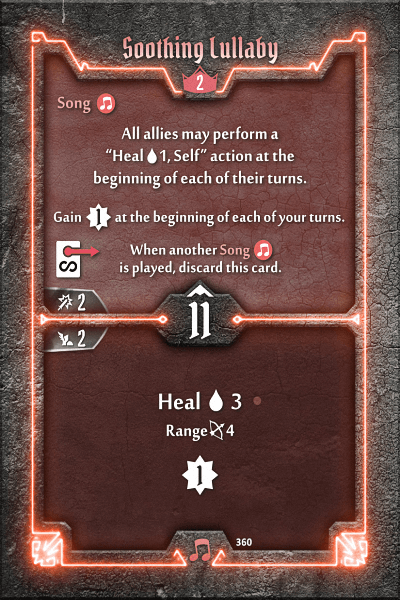 Soothing Lullaby
2
Song
All allies may perform a
“Heal 1, Self” action at the
beginning of each of their turns.
Gain 1 at the beginning of each of your turns.
When another Song
is played, discard this card.
2
11
2
Heal 3
Range 4
1
360